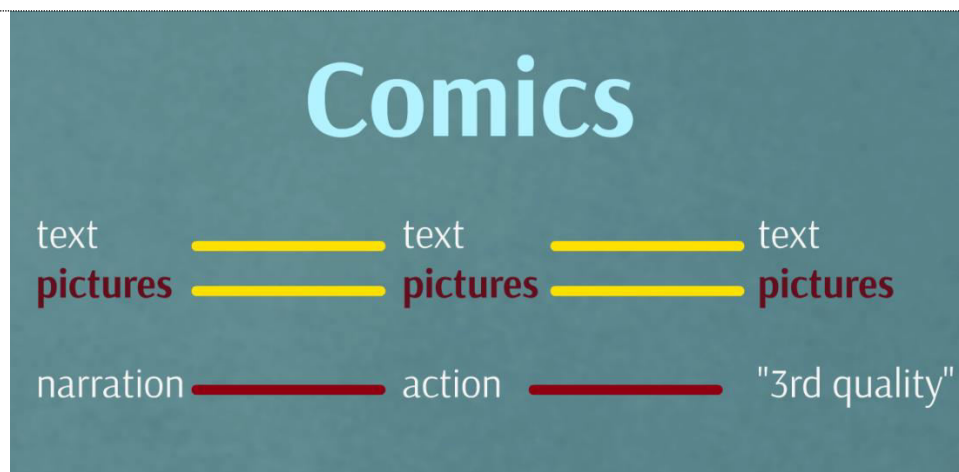 Comics
text text text
pictures pictures pictures
narration action "3rd quality"